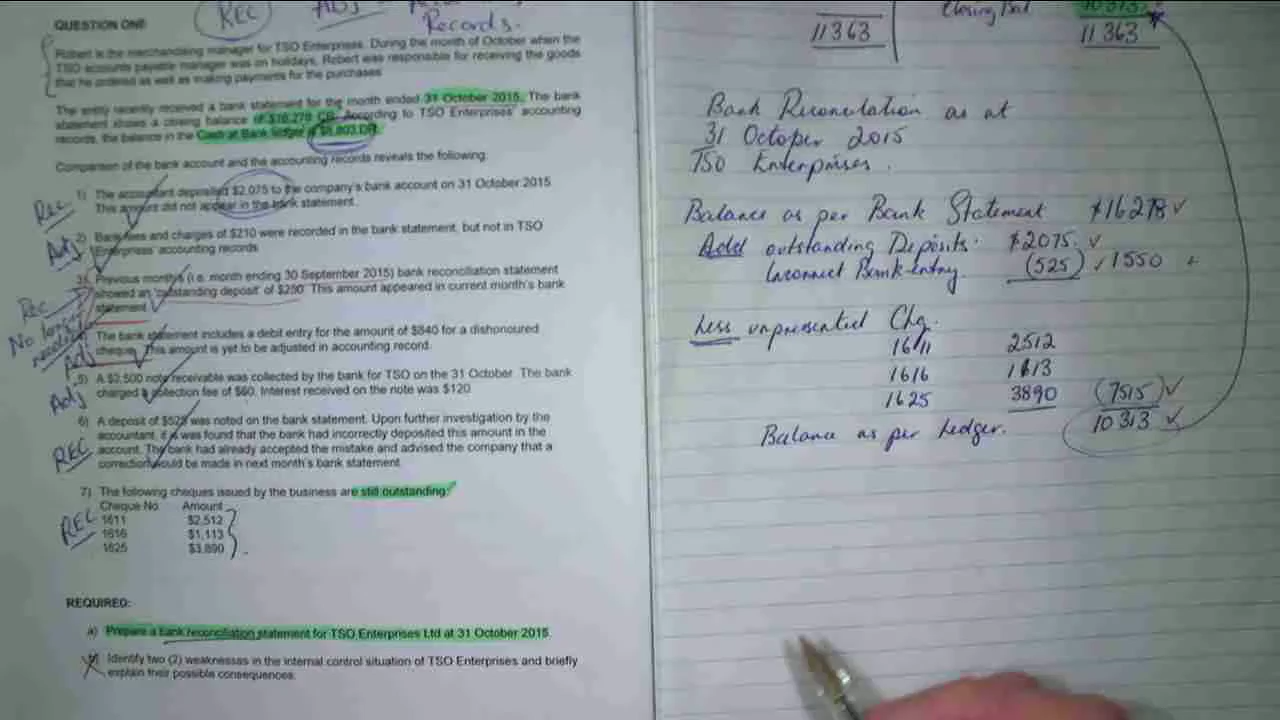 REC
ADJ
Records.
QUESTION ONE
Robert is the merchandising manager for TSO Enterprises. During the month of October when the
TSO accounts payable manager was on holidays, Robert was responsible for receiving the goods
that he ordered as well as making payments for the purchases
The entity recently received a bank statement for the month ended 31 October 2015. The bank
statement shows a closing balance of $16,278 CR. According to TSO Enterprises' accounting
records, the balance in the Cash at Bank ledger is DR.
Comparison of the bank account and the accounting records reveals the following:
Rec
1) The accountant deposited $2,075 to the company's bank account on 31 October 2015
This amount did not appear in the bank statement.
Adj
2) Bank fees and charges of $210 were recorded in the bank statement, but not in TSO
Enterprises' accounting records.
Rec
No longer
needed
3) Previous month's (i.e. month ending 30 September 2015) bank reconciliation statement
showed an 'outstanding deposit' of $250. This amount appeared in current month's bank
statement
Adj
The bank statement includes a debit entry for the amount of $840 for a dishonoured
cheque. This amount is yet to be adjusted in accounting record.
Adj
5) A $2,500 note receivable was collected by the bank for TSO on the 31 October. The bank
charged a collection fee of $60. Interest received on the note was $120
REC
6) A deposit of $525 was noted on the bank statement. Upon further investigation by the
accountant, it is was found that the bank had incorrectly deposited this amount in the
account. The bank had already accepted the mistake and advised the company that a
correction would be made in next month's bank statement
7) The following cheques issued by the business are still outstanding:
REC
Cheque No. Amount
1611 $2,512
1616 $1,113
1625 $3,890
REQUIRED:
a) Prepare a bank reconciliation statement for TSO Enterprises Ltd at 31 October 2015.
Identify two (2) weaknesses in the internal control situation of TSO Enterprises and briefly
explain their possible consequences.
Closing Bal 10313
11363 11363
Bank Reconcilation as at
31 October 2015
TSO Enterprises.
Balance as per Bank Statement $16278
Add outstanding Deposits: $2075
Incorrect Bank entry. (525) 1550 +
Less unpresented Chq.
1611 2512
1616 1113
1625 3890 (7515)
Balance as per Ledger. 10313